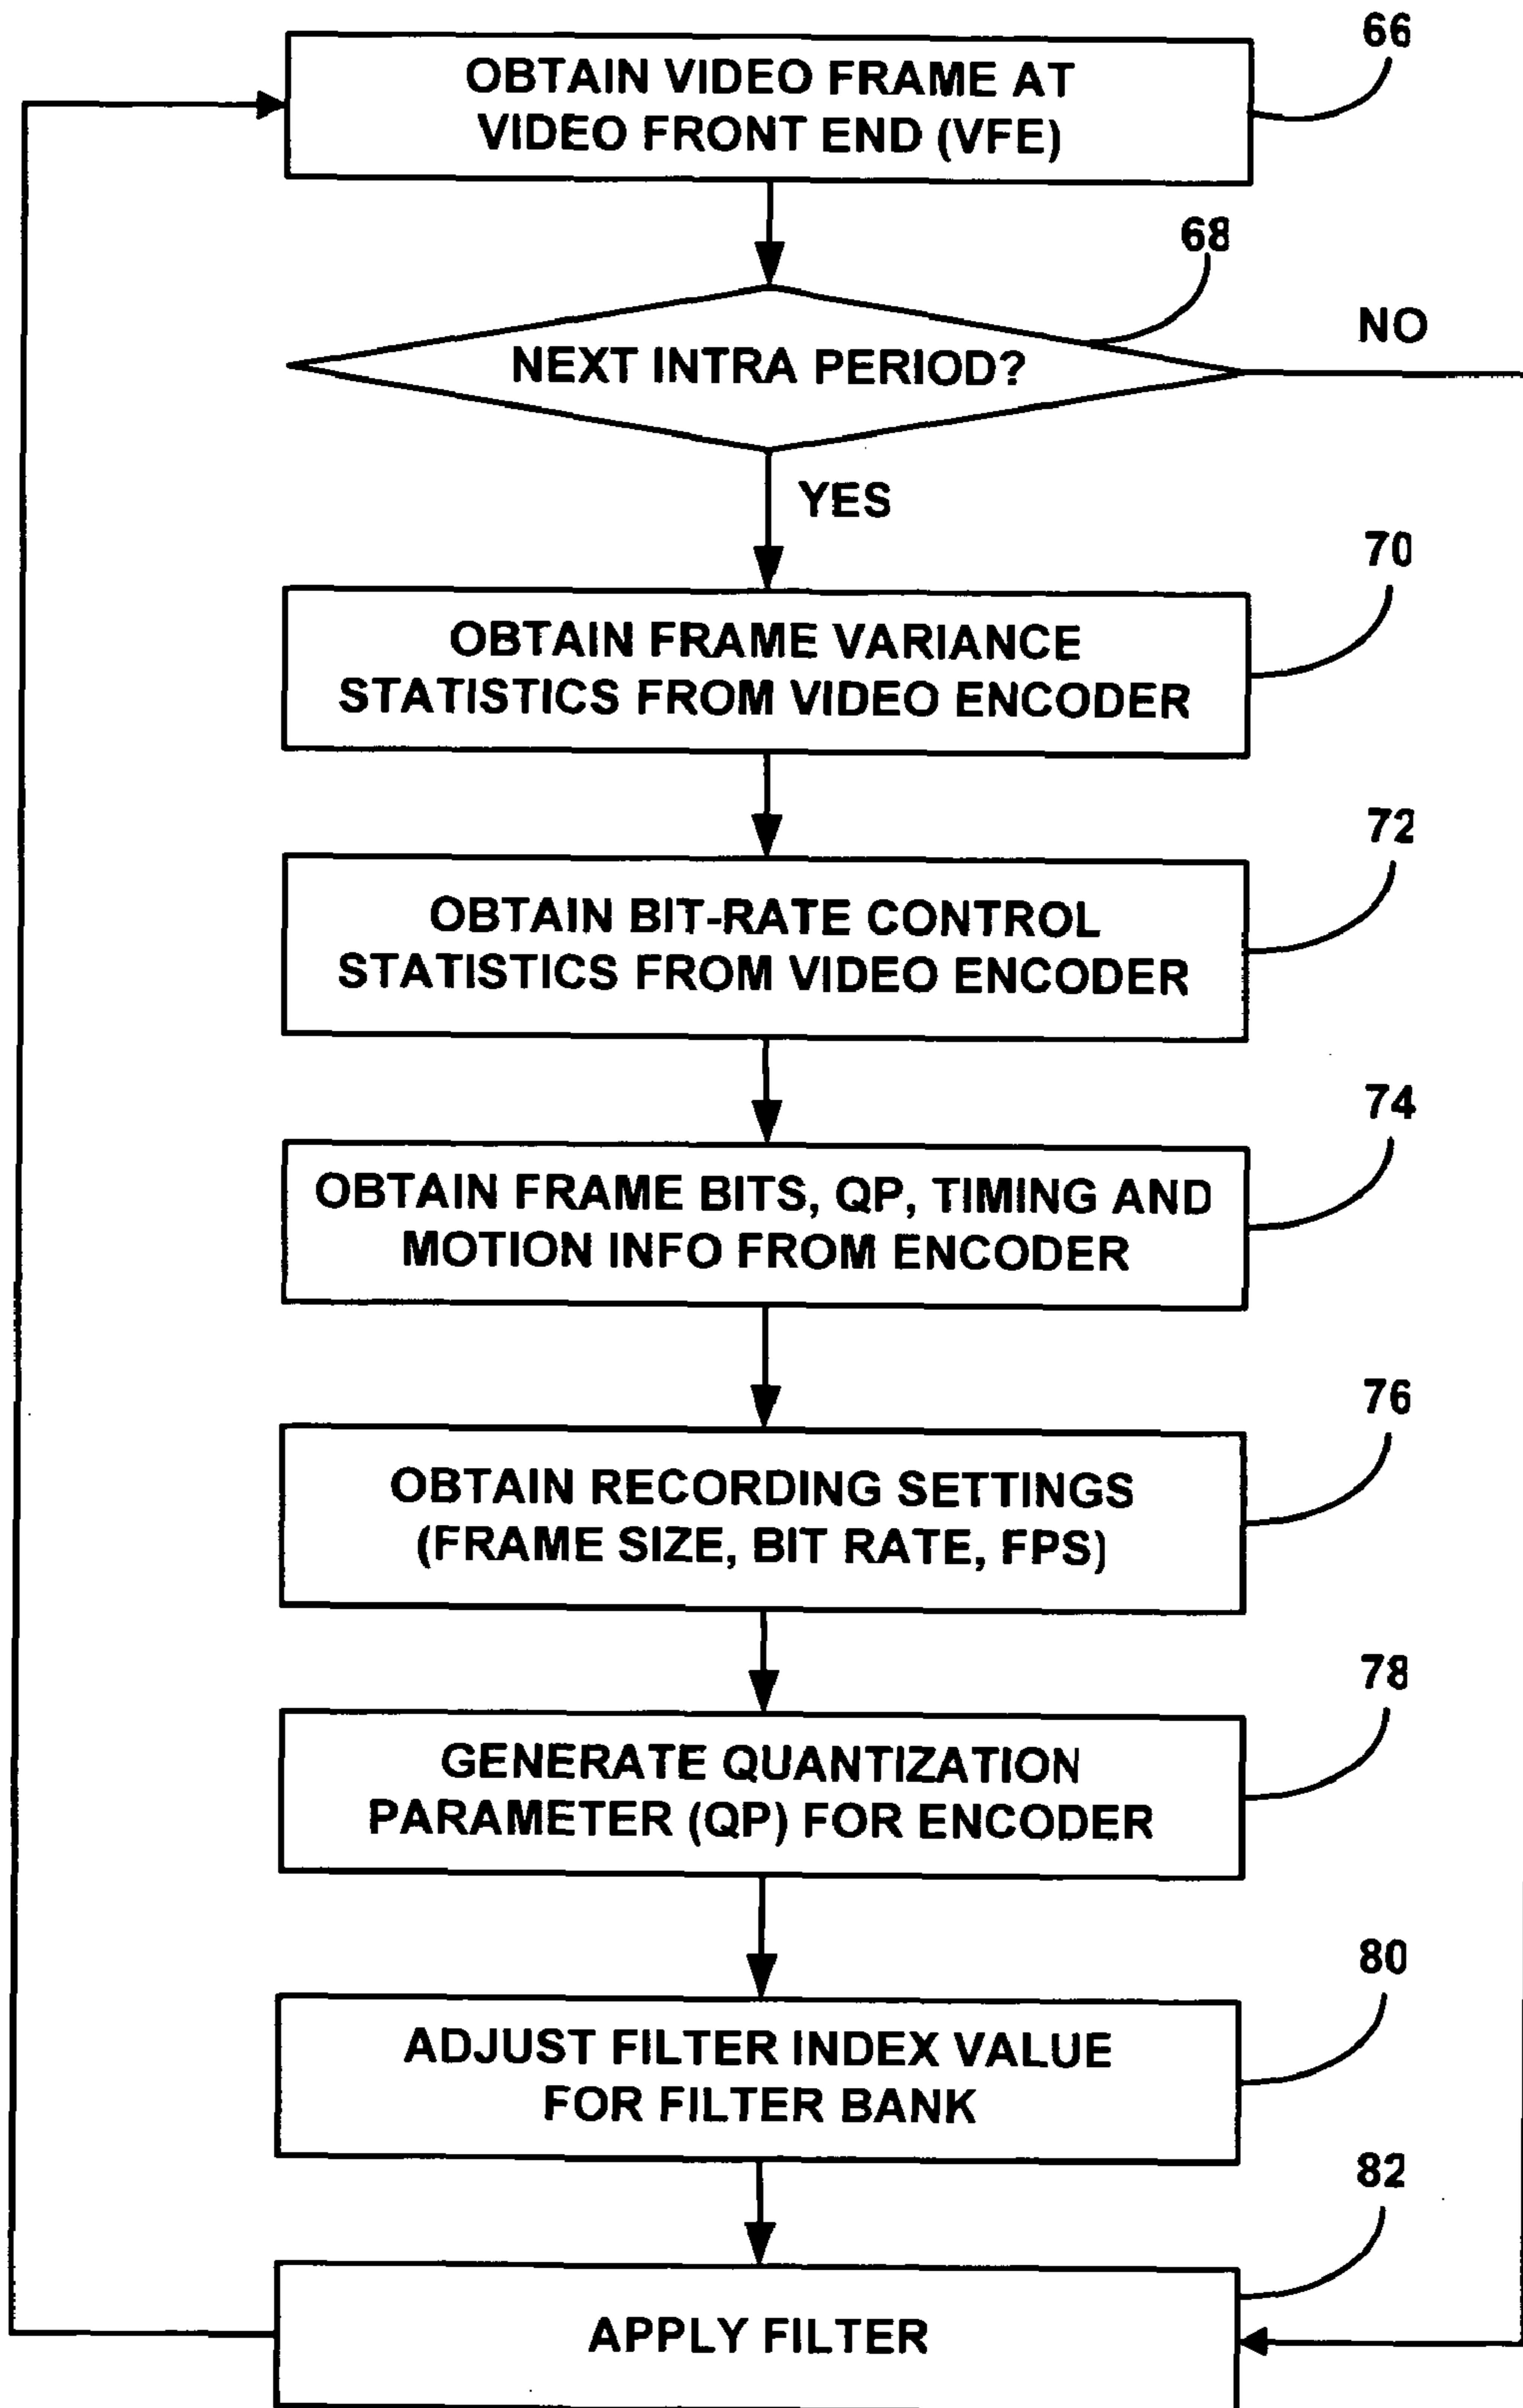 66
OBTAIN VIDEO FRAME AT
VIDEO FRONT END (VFE)
68
NEXT INTRA PERIOD?
NO
YES
70
OBTAIN FRAME VARIANCE
STATISTICS FROM VIDEO ENCODER
72
OBTAIN BIT-RATE CONTROL
STATISTICS FROM VIDEO ENCODER
74
OBTAIN FRAME BITS, QP, TIMING AND
MOTION INFO FROM ENCODER
76
OBTAIN RECORDING SETTINGS
(FRAME SIZE, BIT RATE, FPS)
78
GENERATE QUANTIZATION
PARAMETER (QP) FOR ENCODER
80
ADJUST FILTER INDEX VALUE
FOR FILTER BANK
82
APPLY FILTER